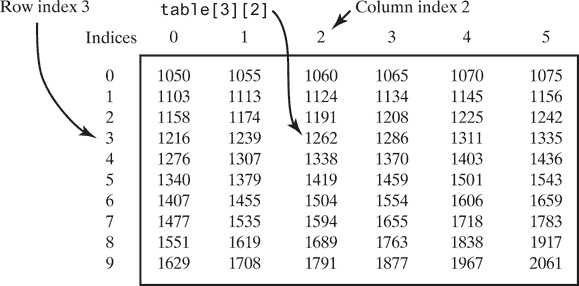 Row index 3 table[3][2] Column index 2
Indices 0 1 2 3 4 5
0 1050 1055 1060 1065 1070 1075
1 1103 1113 1124 1134 1145 1156
2 1158 1174 1191 1208 1225 1242
3 1216 1239 1262 1286 1311 1335
4 1276 1307 1338 1370 1403 1436
5 1340 1379 1419 1459 1501 1543
6 1407 1455 1504 1554 1606 1659
7 1477 1535 1594 1655 1718 1783
8 1551 1619 1689 1763 1838 1917
9 1629 1708 1791 1877 1967 2061